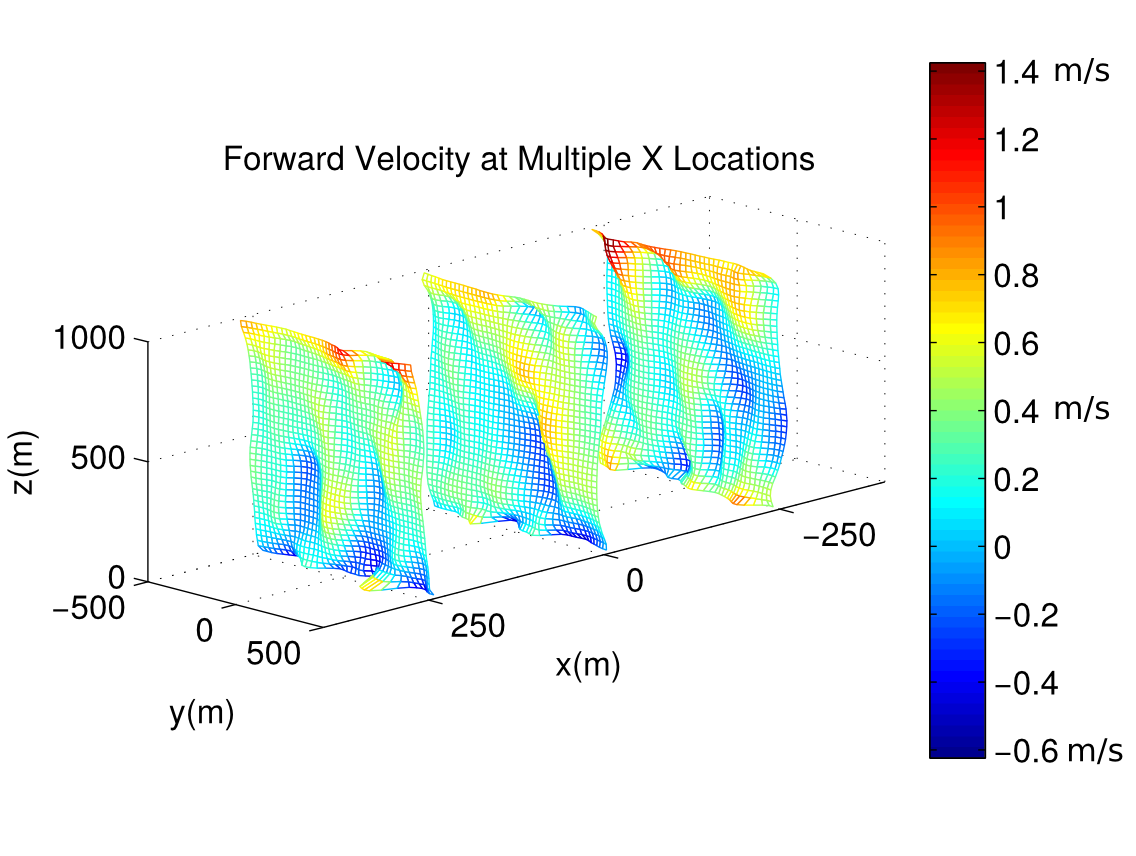 Forward Velocity at Multiple X Locations
1000
500
0
z(m)
−500
0
500
y(m)
250
0
−250
x(m)
1.4 m/s
1.2
1
0.8
0.6
0.4 m/s
0.2
0
−0.2
−0.4
−0.6 m/s